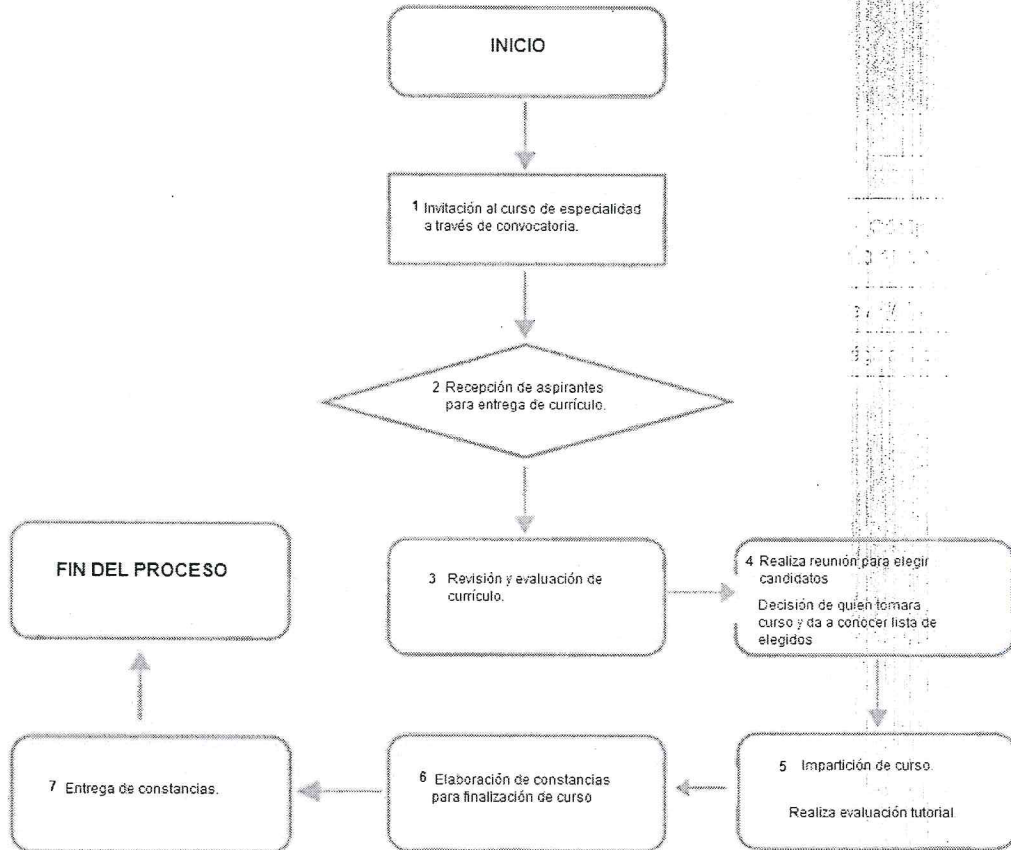 INICIO
1 Invitación al curso de especialidad
a través de convocatoria.
2 Recepción de aspirantes
para entrega de currículo.
3 Revisión y evaluación de
currículo.
4 Realiza reunión para elegir
candidatos
Decisión de quien tomara
curso y da a conocer lista de
elegidos
5 Impartición de curso.
Realiza evaluación tutorial
6 Elaboración de constancias
para finalización de curso
7 Entrega de constancias.
FIN DEL PROCESO